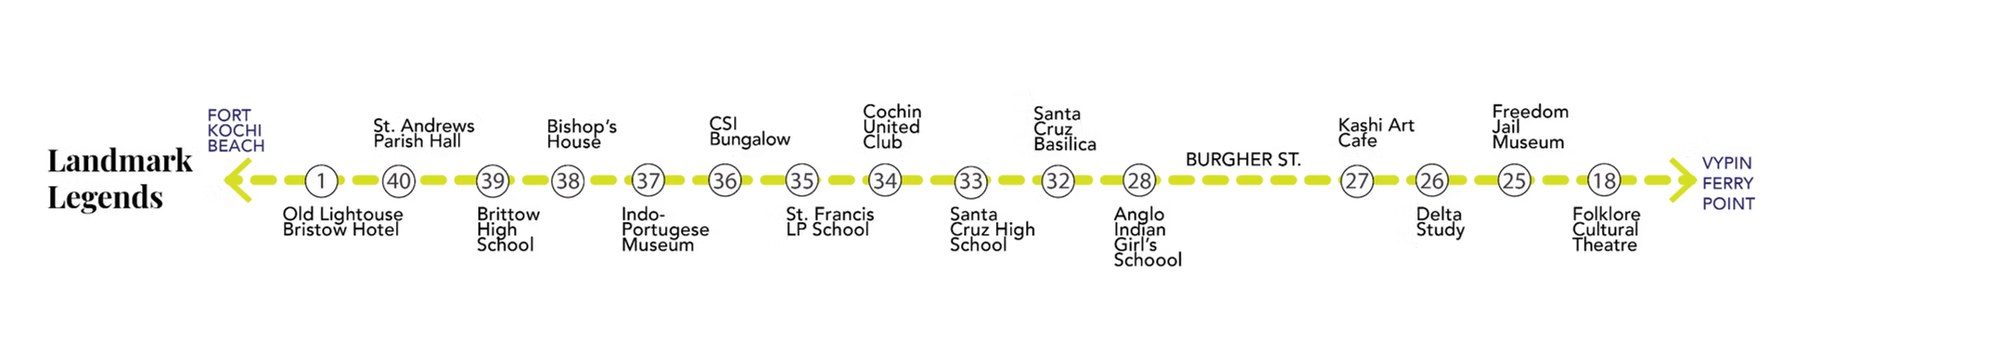 Landmark
Legends
FORT
KOCHI
BEACH
1
Old Lightouse
Bristow Hotel
St. Andrews
Parish Hall
40
39
Brittow
High
School
Bishop's
House
38
37
Indo-
Portugese
Museum
CSI
Bungalow
36
35
St. Francis
LP School
Cochin
United
Club
34
33
Santa
Cruz High
School
Santa
Cruz
Basilica
32
28
Anglo
Indian
Girl's
Schoool
BURGHER ST.
Kashi Art
Cafe
27
26
Delta
Study
Freedom
Jail
Museum
25
18
Folklore
Cultural
Theatre
VYPIN
FERRY
POINT